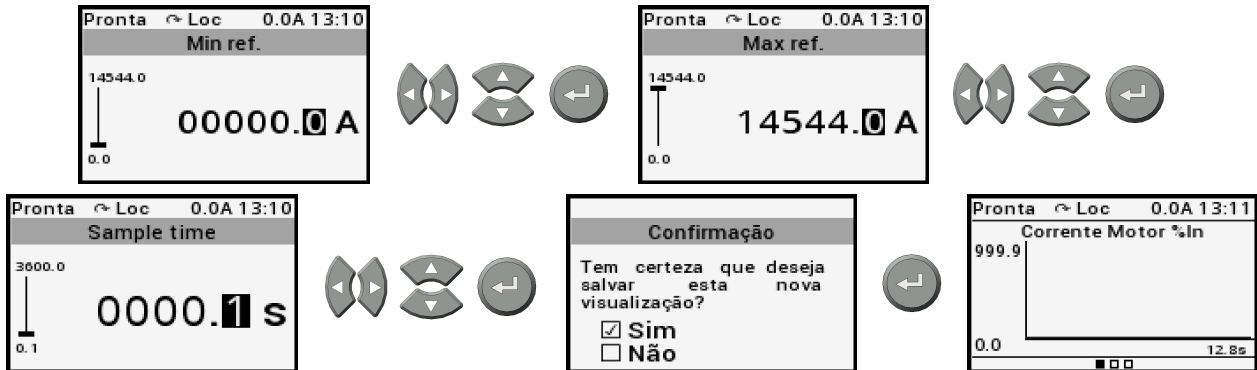 Pronta Loc 0.0A 13:10
Min ref.
14544.0
00000.0 A
0.0
Pronta Loc 0.0A 13:10
Max ref.
14544.0
14544.0 A
0.0
Pronta Loc 0.0A 13:10
Sample time
3600.0
0000.1 s
0.1
Confirmação
Tem certeza que deseja
salvar esta nova
visualização?
Sim
Não
Pronta Loc 0.0A 13:11
Corrente Motor %In
999.9
0.0
12.8s